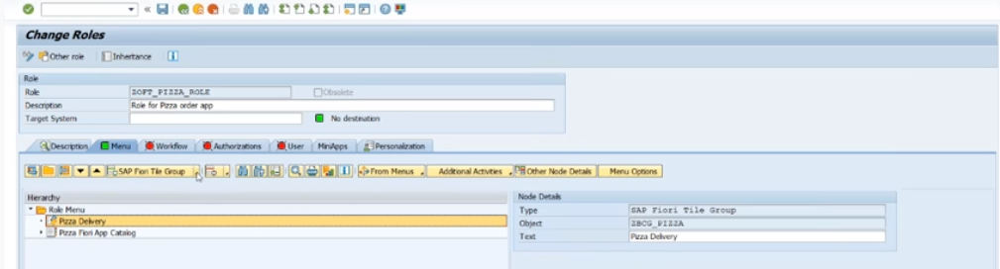 Change Roles
Other role Inheritance
Role
Role ZOFT_PIZZA_ROLE Obsolete
Description Role for Pizza order app
Target System No destination
Description Menu Workflow Authorizations User MiniApps Personalization
SAP Fiori Tile Group From Menus Additional Activities Other Node Details Menu Options
Hierarchy Node Details
Role Menu Type SAP Fiori Tile Group
Pizza Delivery Object ZBCG_PIZZA
Pizza Fiori App Catalog Text Pizza Delivery